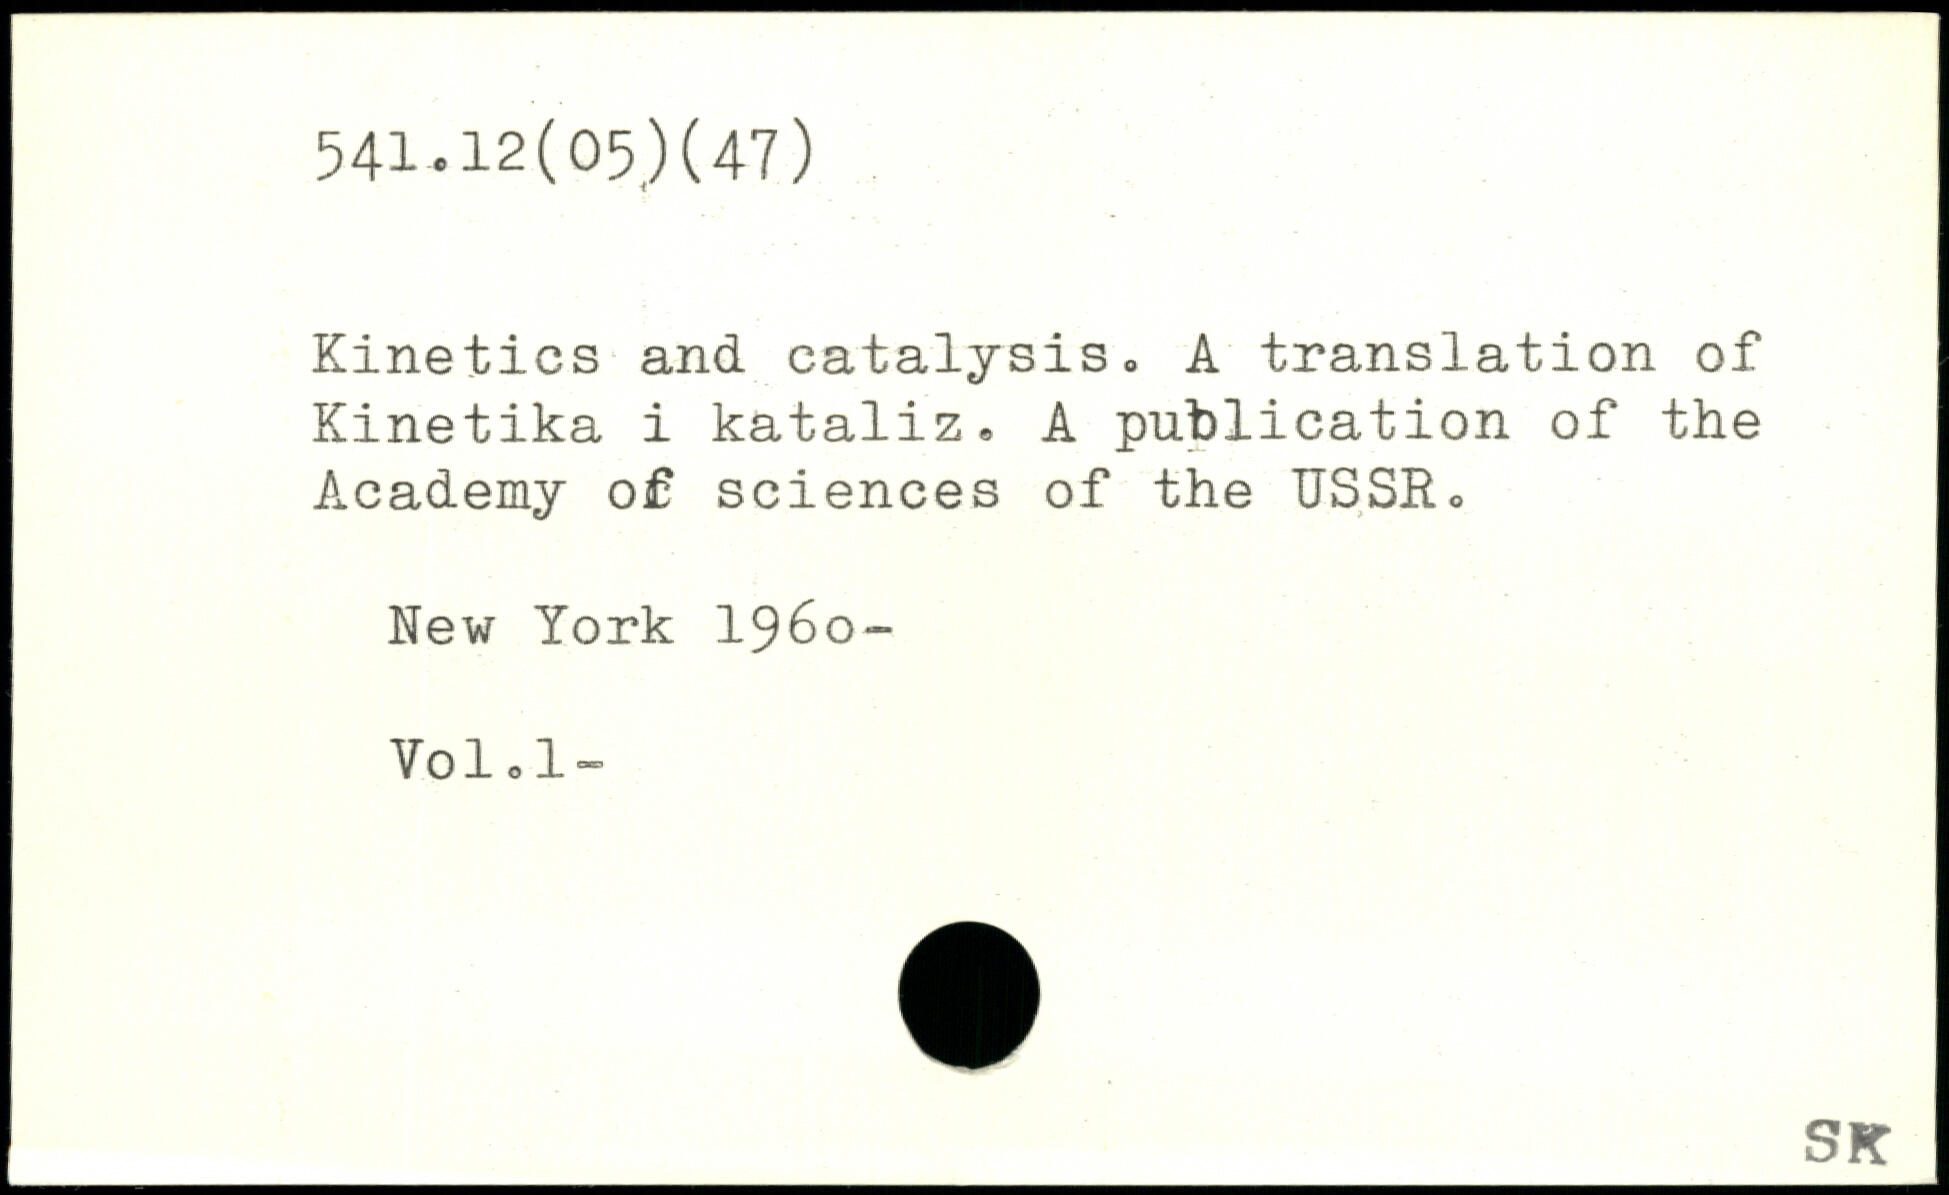 541.12(05)(47)
Kinetics and catalysis. A translation of
Kinetika i kataliz. A publication of the
Academy of sciences of the USSR.
New York 196o-
Vol.1-
SK